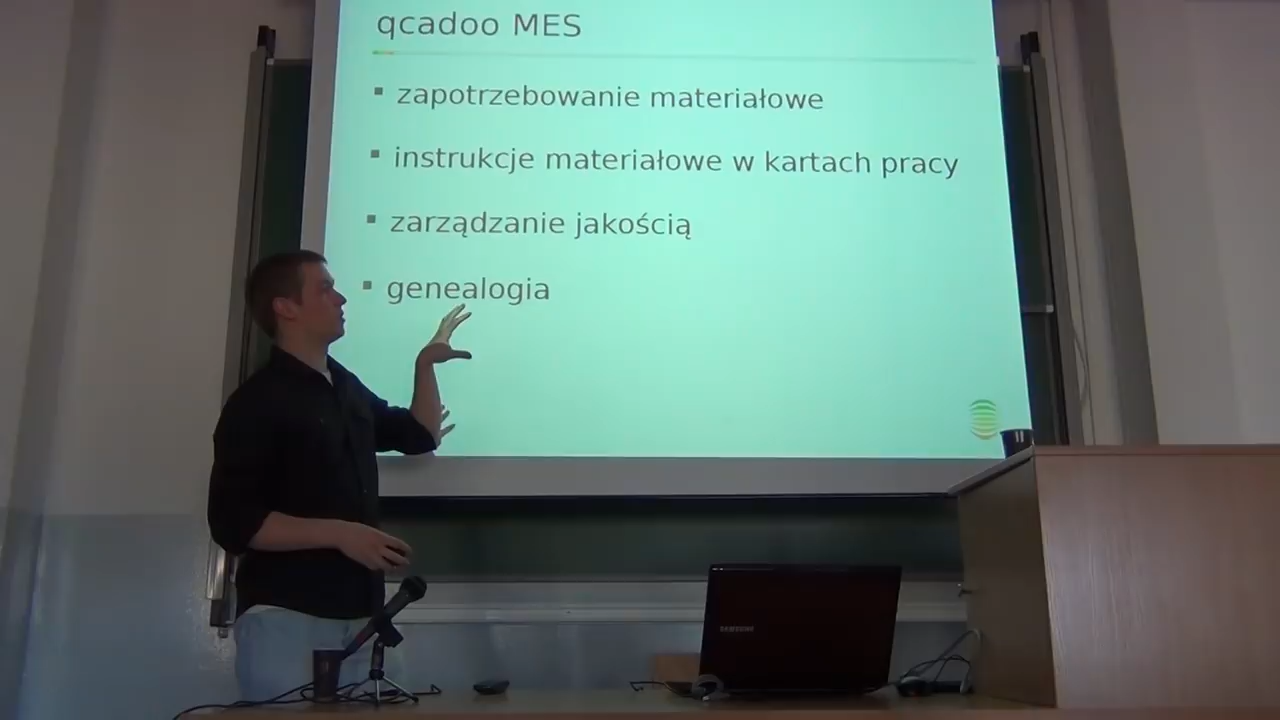 qcadoo MES
zapotrzebowanie materiałowe
instrukcje materiałowe w kartach pracy
zarządzanie jakością
genealogia
SAMSUNG